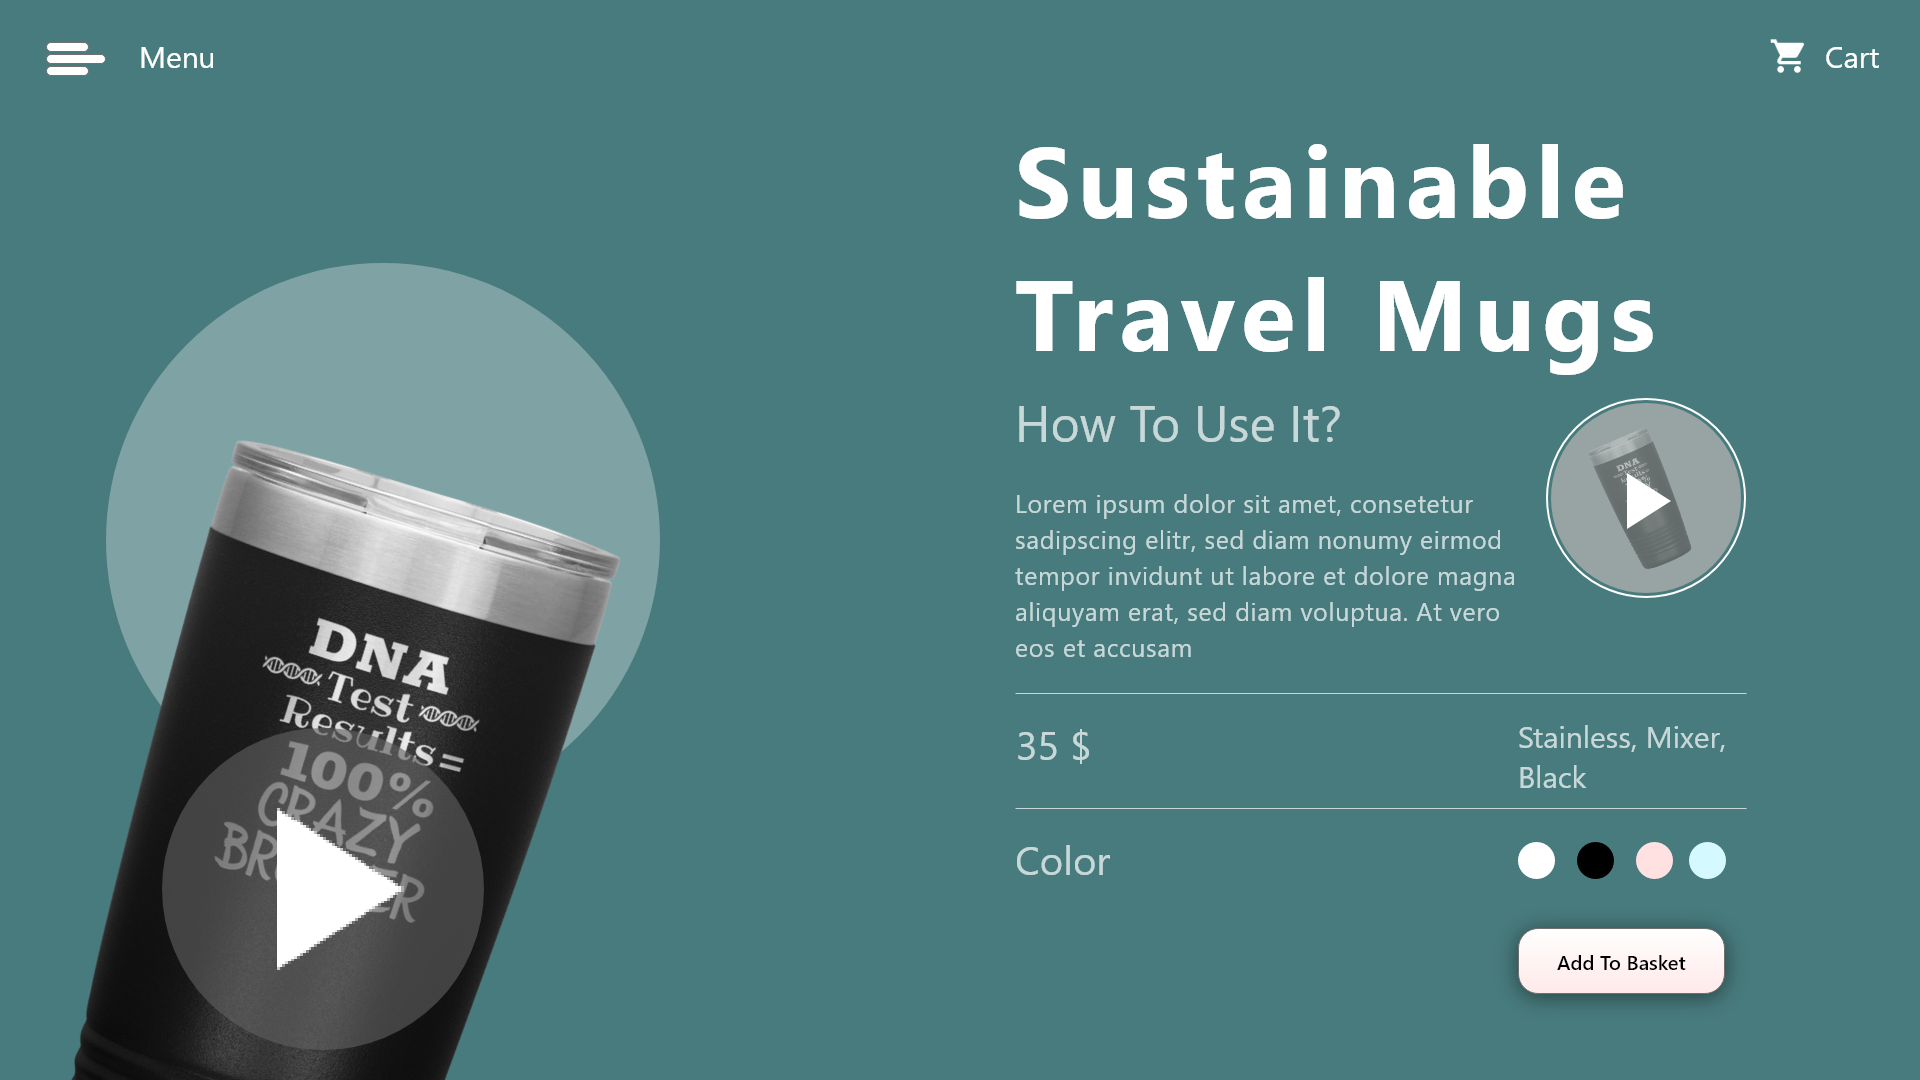 Menu
Cart
Sustainable
Travel Mugs
How To Use It?
Lorem ipsum dolor sit amet, consetetur
sadipscing elitr, sed diam nonumy eirmod
tempor invidunt ut labore et dolore magna
aliquyam erat, sed diam voluptua. At vero
eos et accusam
35 $
Stainless, Mixer,
Black
Color
Add To Basket
DNA
Test
Results=
100%
CRAZY
DNA
Test